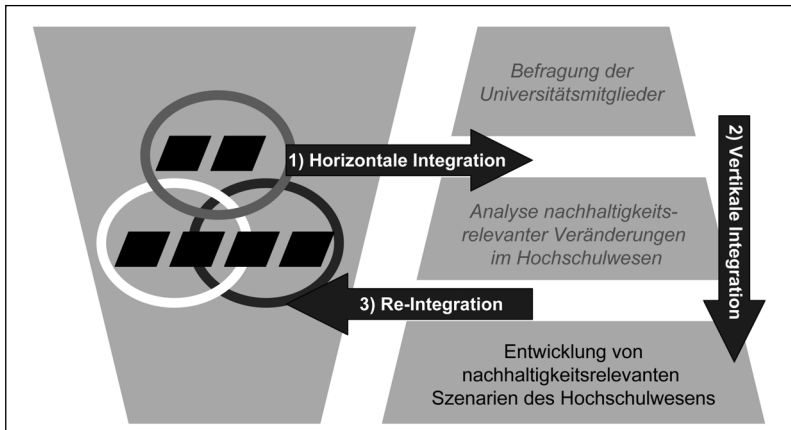 Befragung der
Universitätsmitglieder
1) Horizontale Integration
2) Vertikale Integration
Analyse nachhaltigkeits-
relevanter Veränderungen
im Hochschulwesen
3) Re-Integration
Entwicklung von
nachhaltigkeitsrelevanten
Szenarien des Hochschulwesens